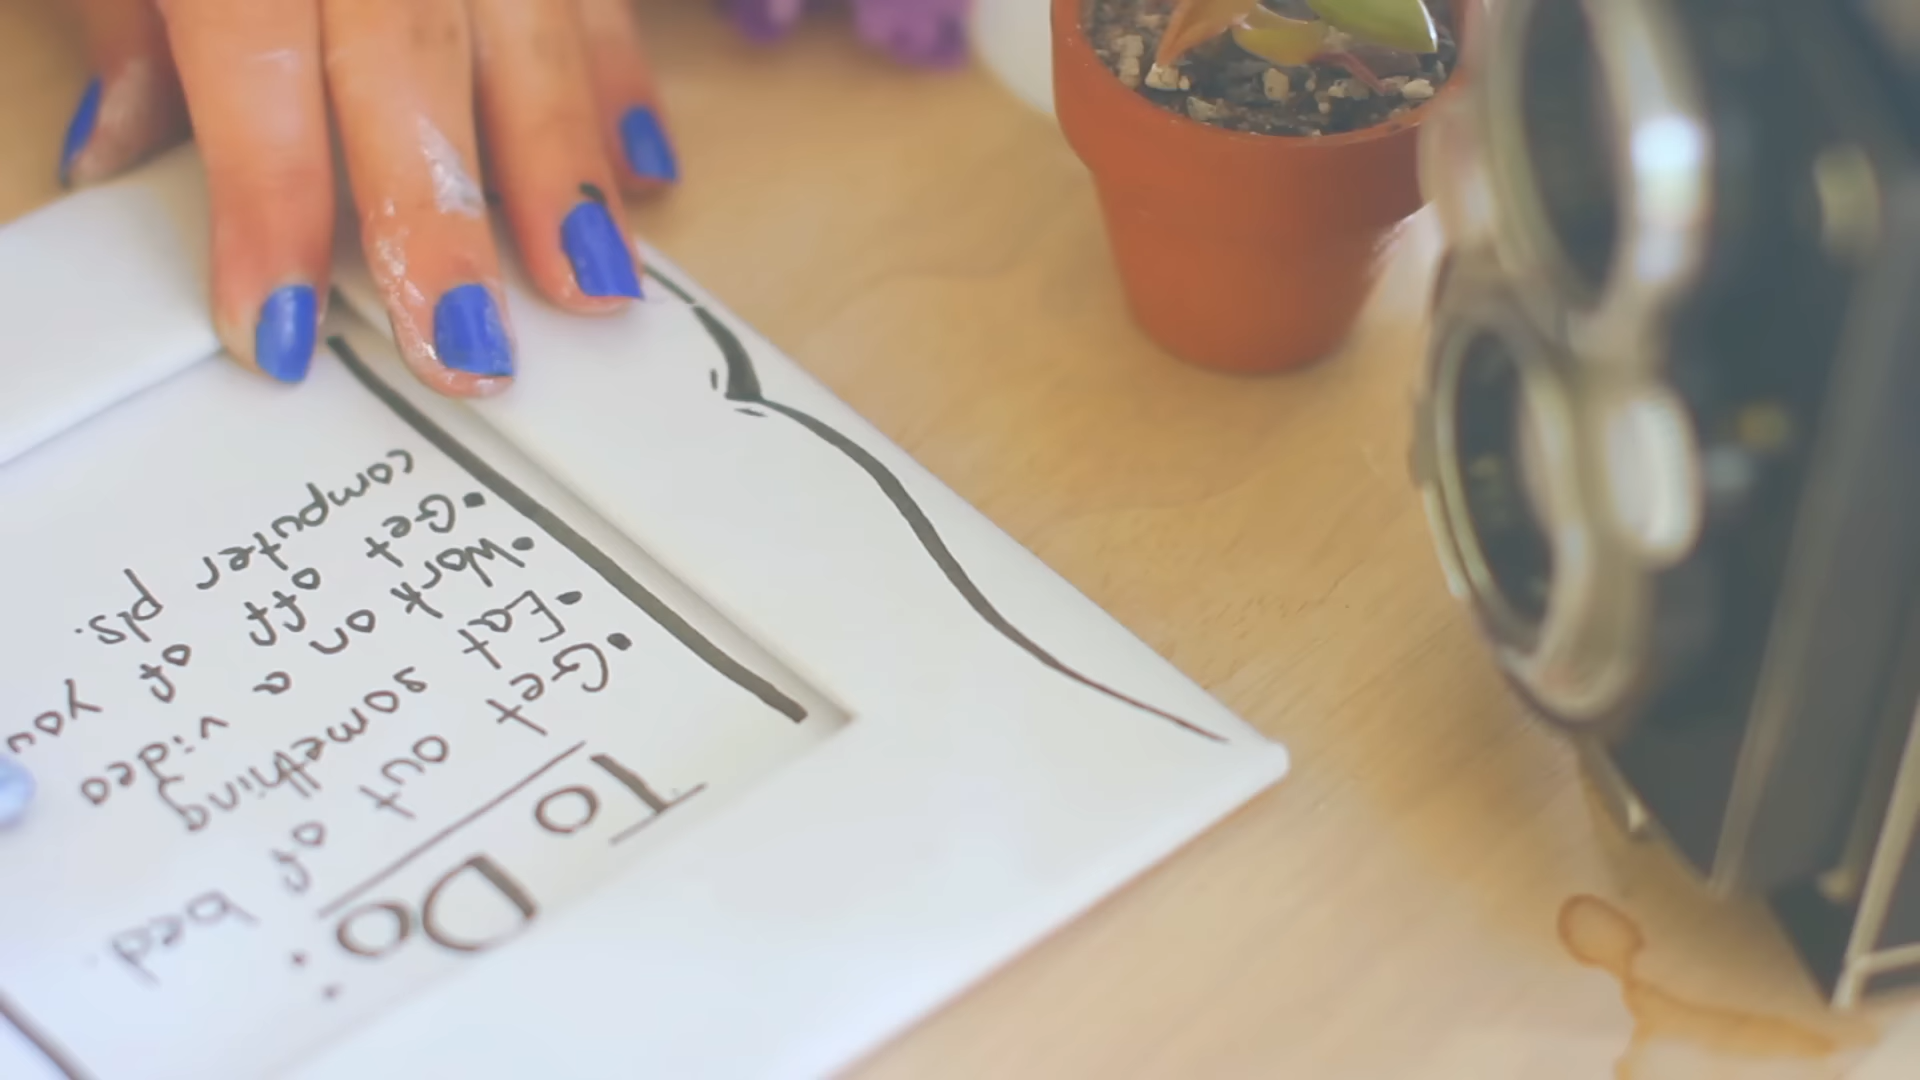 To Do:
• Get out of bed.
• Eat something
• Work on a video
• Get off of you
computer pls.